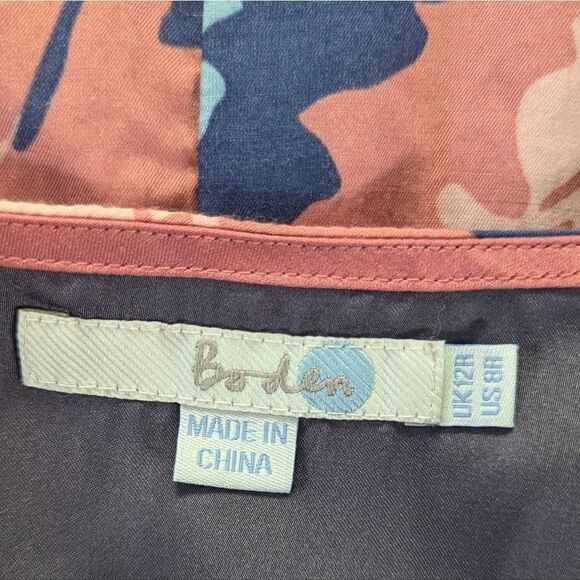 Boden
MADE IN
CHINA
UK12R
US 8R